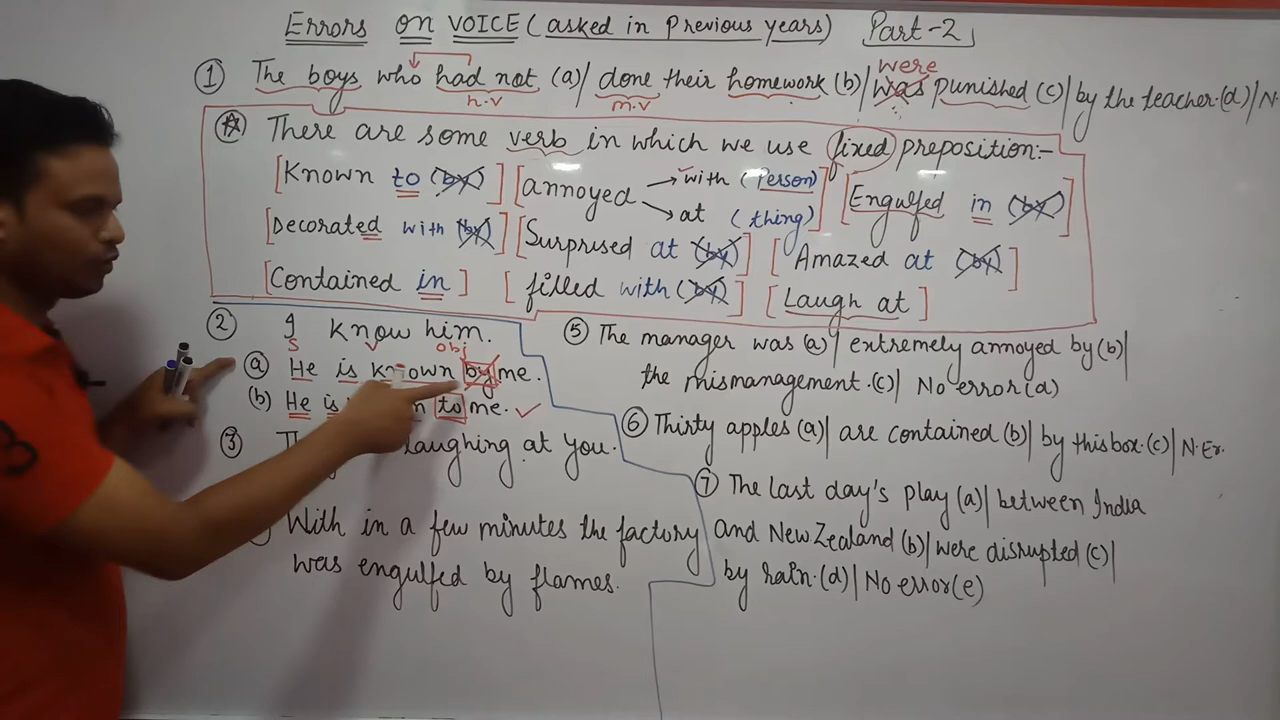 Errors on VOICE (asked in Previous years) Part-2
were
① The boys who had not (a)| done their homework (b)| was punished (c)| by the teacher. (d)| N.
h.v m.v
There are some verb in which we use fixed preposition:-
[Known to (by)] [annoyed → with (Person) → at (thing)] [Engulfed in (by)]
[Decorated with (by)] [Surprised at (by)] [Amazed at (by)]
[Contained in] [filled with (by)] [Laugh at]
② I know him.
S V obj
(a) He is known by me.
(b) He is to me. ✓
③ laughing at you.
With in a few minutes the factory
was engulfed by flames.
⑤ The manager was (a)| extremely annoyed by (b)|
the mismanagement. (c)| No error (d)
⑥ Thirty apples (a)| are contained (b)| by this box. (c)| N.Er.
⑦ The last day's play (a)| between India
and New Zealand (b)| were disrupted (c)|
by rain. (d)| No error (e)